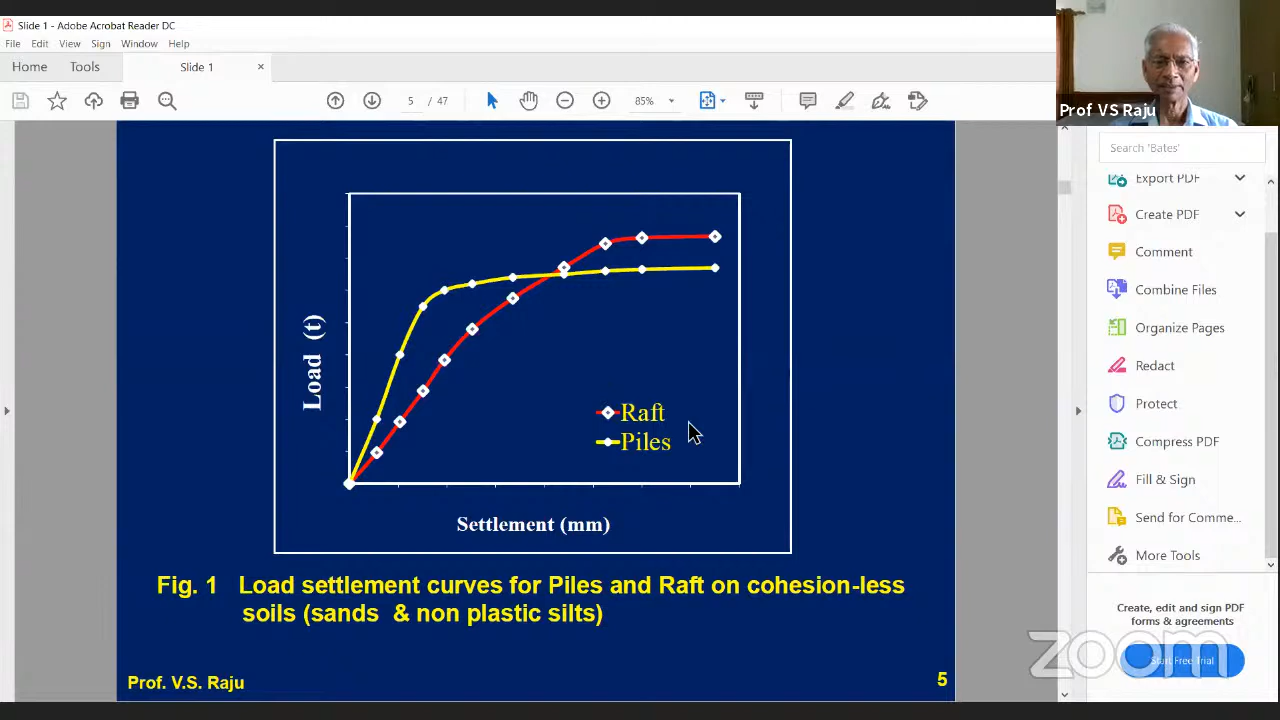 Slide 1 - Adobe Acrobat Reader DC
File Edit View Sign Window Help
Home Tools Slide 1 ×
5 / 47 85%
Prof VS Raju
Search 'Bates'
Export PDF
Create PDF
Comment
Combine Files
Organize Pages
Redact
Protect
Compress PDF
Fill & Sign
Send for Comme...
More Tools
Create, edit and sign PDF
forms & agreements
Start Free Trial
zoom
Load (t)
Raft
Piles
Settlement (mm)
Fig. 1 Load settlement curves for Piles and Raft on cohesion-less
soils (sands & non plastic silts)
Prof. V.S. Raju 5